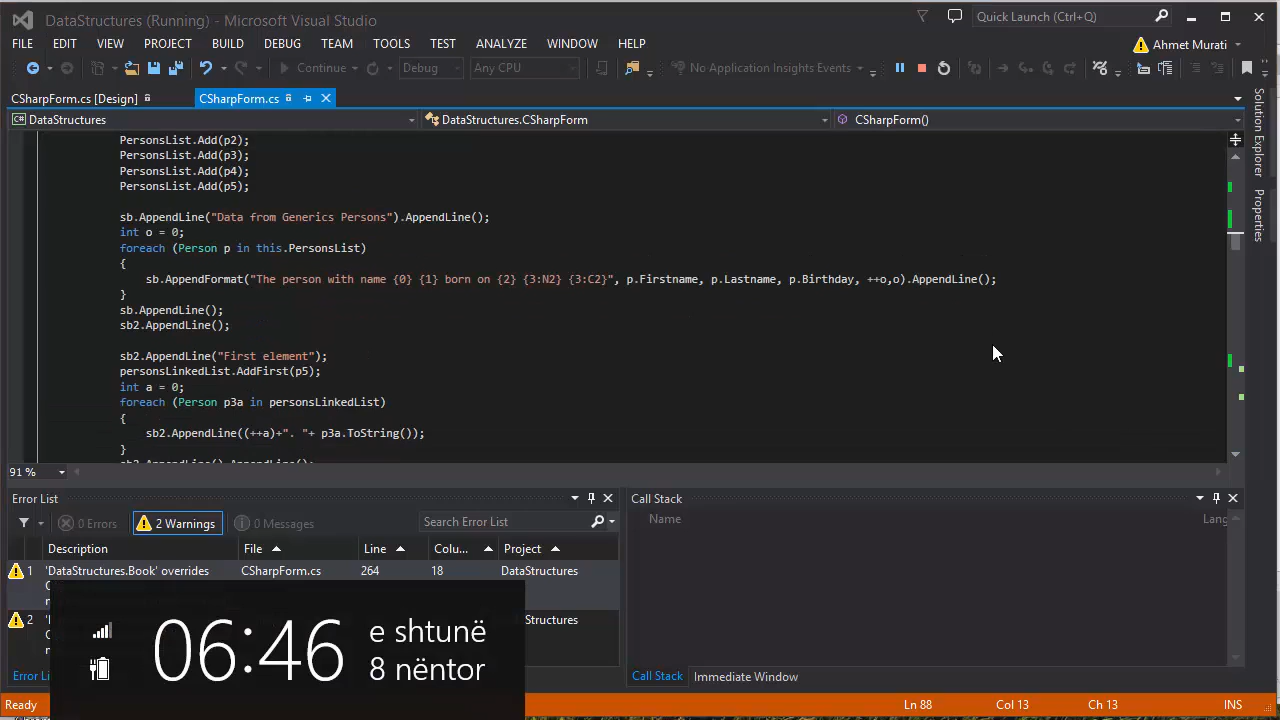 DataStructures (Running) - Microsoft Visual Studio
Quick Launch (Ctrl+Q)
FILE EDIT VIEW PROJECT BUILD DEBUG TEAM TOOLS TEST ANALYZE WINDOW HELP
Ahmet Murati
Continue Debug Any CPU No Application Insights Events
CSharpForm.cs [Design] CSharpForm.cs
DataStructures DataStructures.CSharpForm CSharpForm()
Solution Explorer
Properties
PersonsList.Add(p2);
PersonsList.Add(p3);
PersonsList.Add(p4);
PersonsList.Add(p5);
sb.AppendLine("Data from Generics Persons").AppendLine();
int o = 0;
foreach (Person p in this.PersonsList)
{
sb.AppendFormat("The person with name {0} {1} born on {2} {3:N2} {3:C2}", p.Firstname, p.Lastname, p.Birthday, ++o,o).AppendLine();
}
sb.AppendLine();
sb2.AppendLine();
sb2.AppendLine("First element");
personsLinkedList.AddFirst(p5);
int a = 0;
foreach (Person p3a in personsLinkedList)
{
sb2.AppendLine((++a)+". "+ p3a.ToString());
}
sb2.AppendLine().AppendLine();
91 %
Error List
0 Errors 2 Warnings 0 Messages Search Error List
Description File Line Colu... Project
1 'DataStructures.Book' overrides CSharpForm.cs 264 18 DataStructures
2
Call Stack
Name Lang
Call Stack Immediate Window
06:46
e shtunë
8 nëntor
Ready Ln 88 Col 13 Ch 13 INS